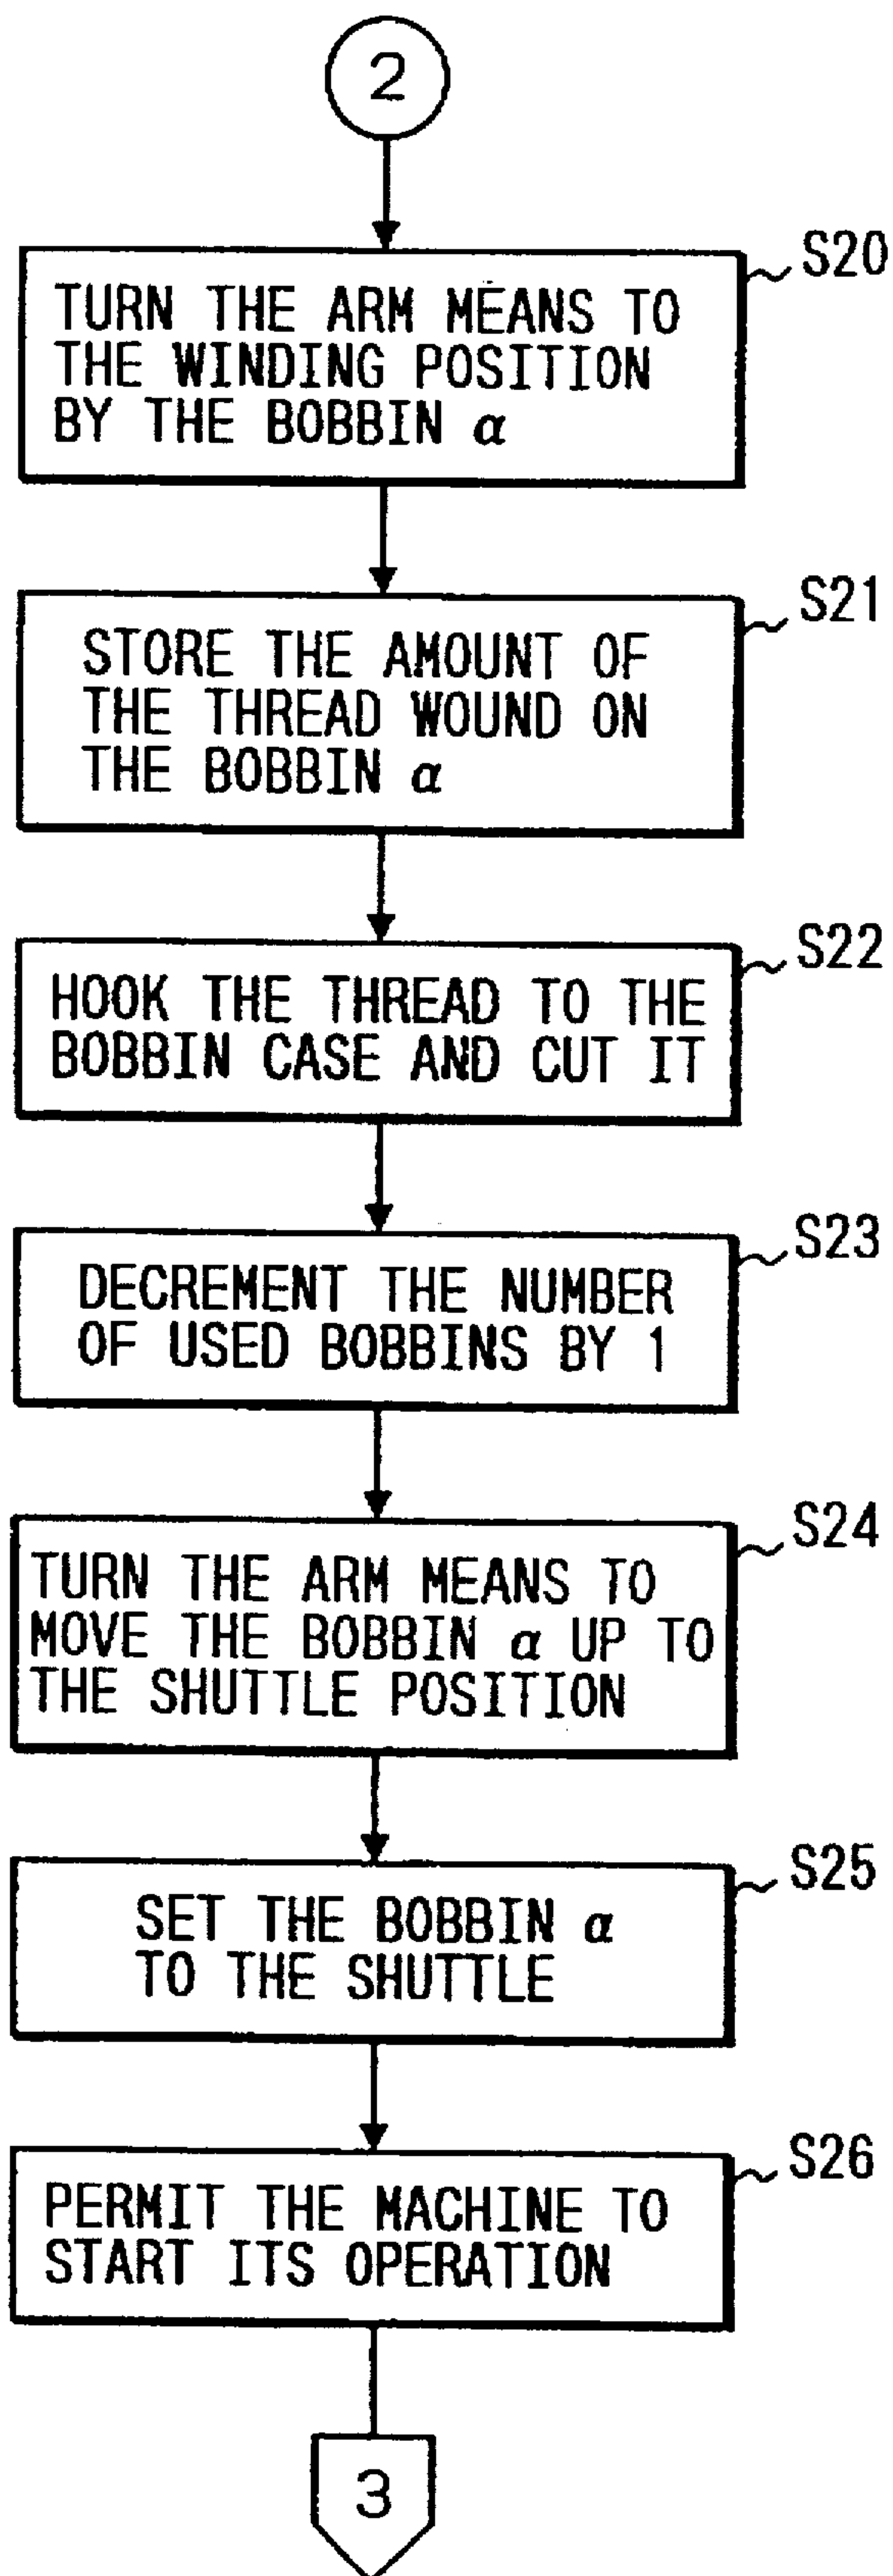 2
S20
TURN THE ARM MEANS TO
THE WINDING POSITION
BY THE BOBBIN α
S21
STORE THE AMOUNT OF
THE THREAD WOUND ON
THE BOBBIN α
S22
HOOK THE THREAD TO THE
BOBBIN CASE AND CUT IT
S23
DECREMENT THE NUMBER
OF USED BOBBINS BY 1
S24
TURN THE ARM MEANS TO
MOVE THE BOBBIN α UP TO
THE SHUTTLE POSITION
S25
SET THE BOBBIN α
TO THE SHUTTLE
S26
PERMIT THE MACHINE TO
START ITS OPERATION
3